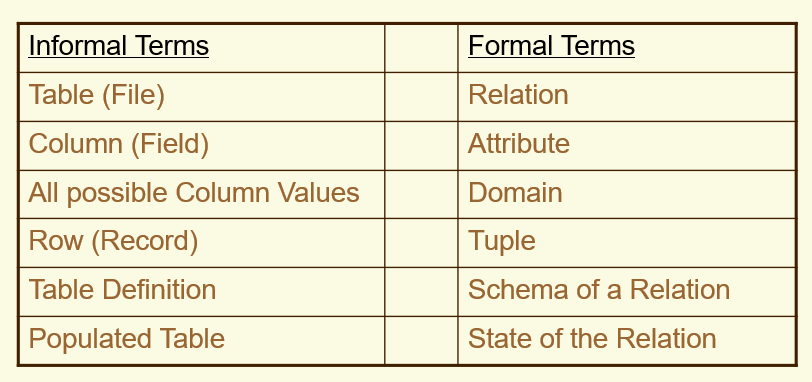 Informal Terms Formal Terms
Table (File) Relation
Column (Field) Attribute
All possible Column Values Domain
Row (Record) Tuple
Table Definition Schema of a Relation
Populated Table State of the Relation